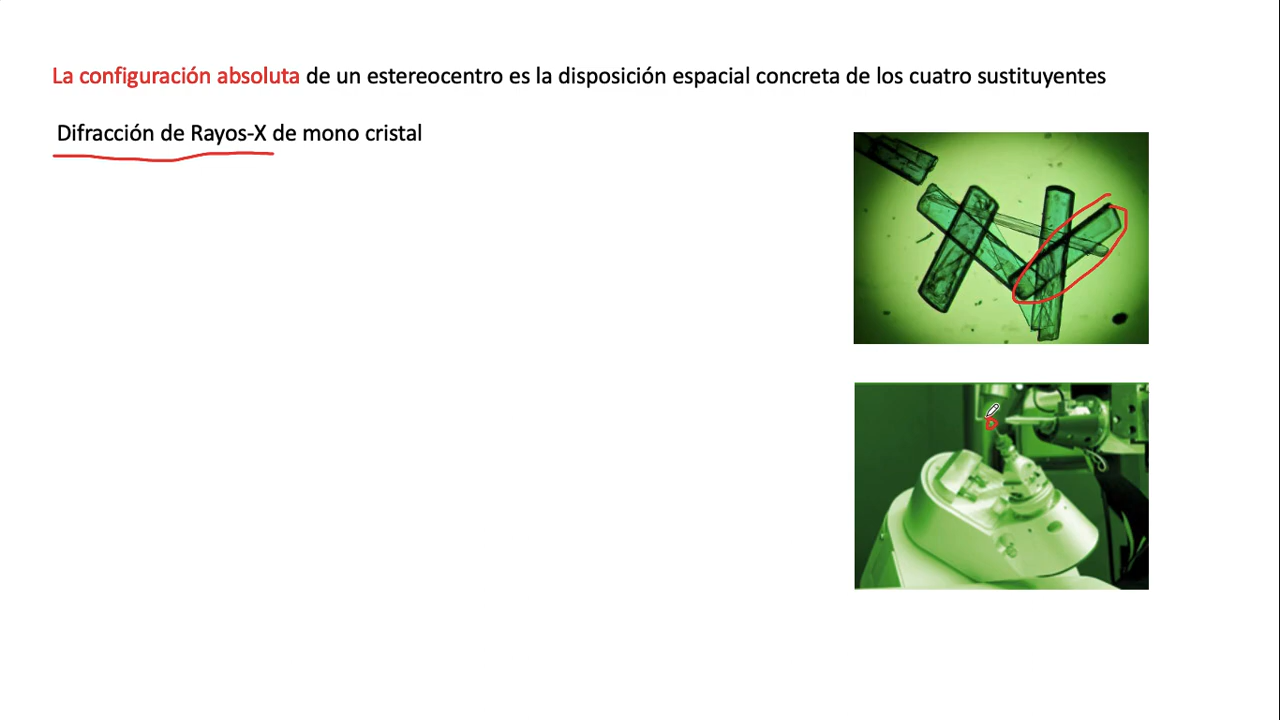 La configuración absoluta de un estereocentro es la disposición espacial concreta de los cuatro sustituyentes
Difracción de Rayos-X de mono cristal